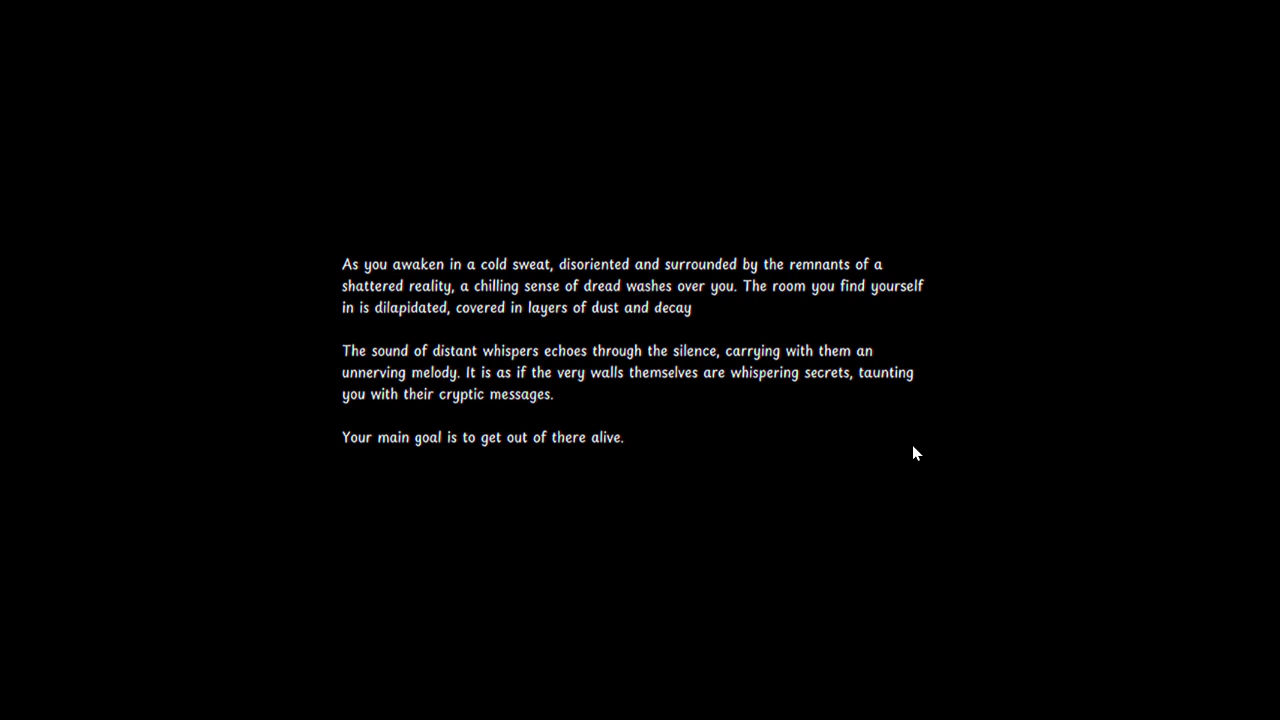 As you awaken in a cold sweat, disoriented and surrounded by the remnants of a
shattered reality, a chilling sense of dread washes over you. The room you find yourself
in is dilapidated, covered in layers of dust and decay
The sound of distant whispers echoes through the silence, carrying with them an
unnerving melody. It is as if the very walls themselves are whispering secrets, taunting
you with their cryptic messages.
Your main goal is to get out of there alive.